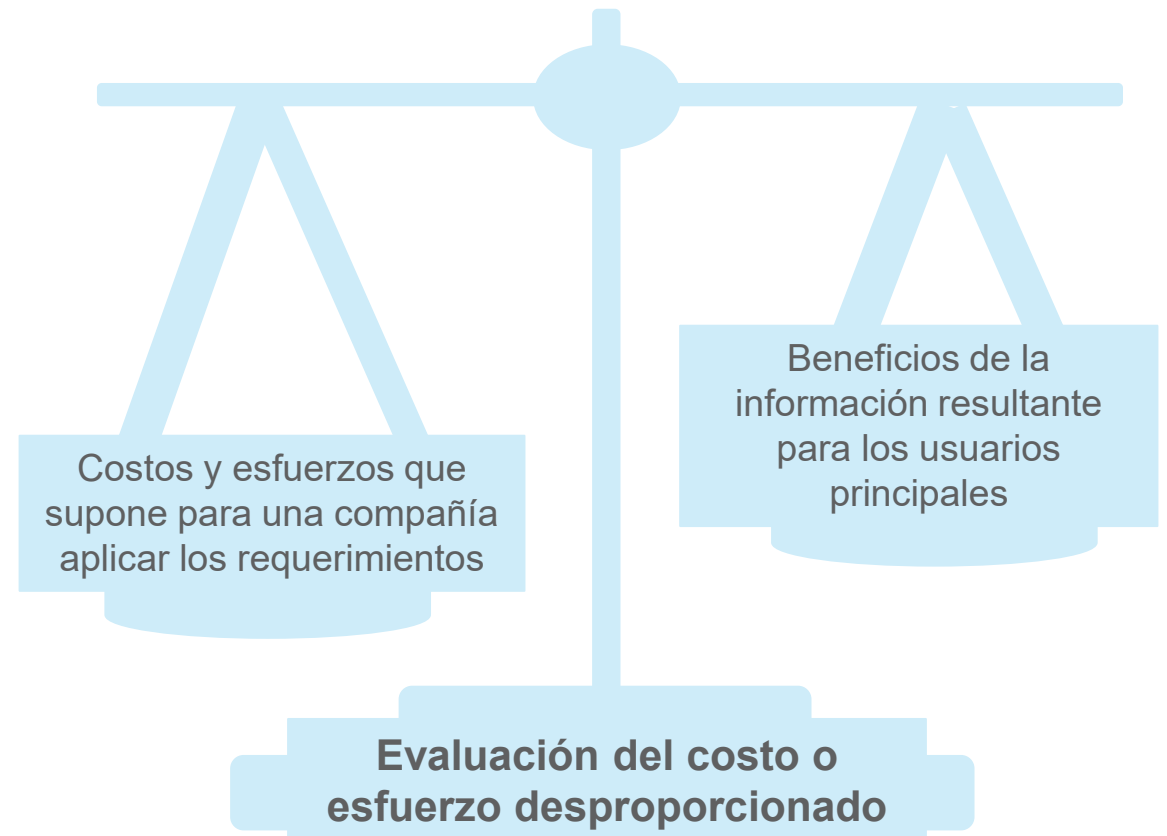 Costos y esfuerzos que
supone para una compañía
aplicar los requerimientos
Beneficios de la
información resultante
para los usuarios
principales
Evaluación del costo o
esfuerzo desproporcionado